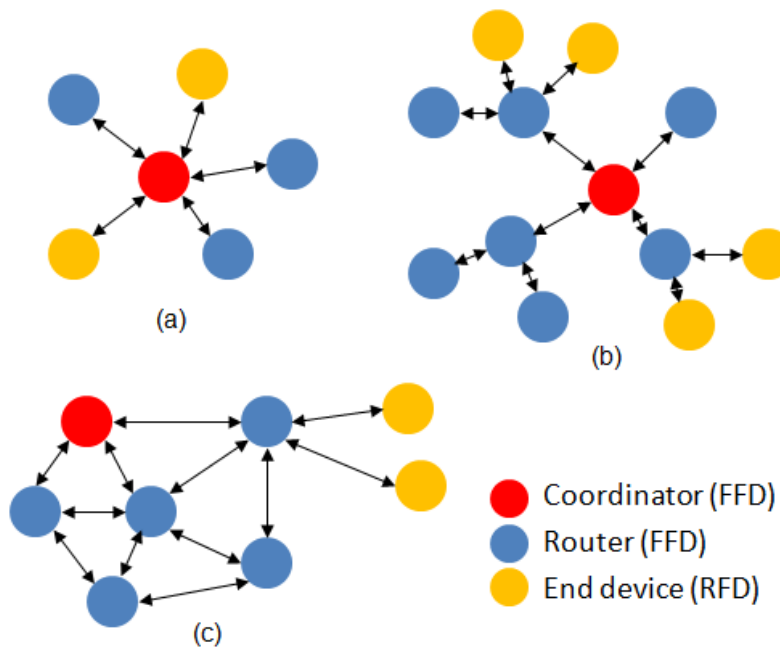 (a)
(b)
(c)
Coordinator (FFD)
Router (FFD)
End device (RFD)